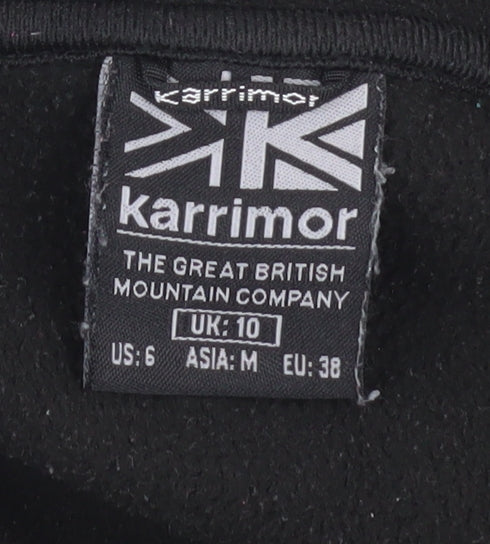 karrimor
karrimor
THE GREAT BRITISH
MOUNTAIN COMPANY
UK: 10
US: 6 ASIA: M EU: 38